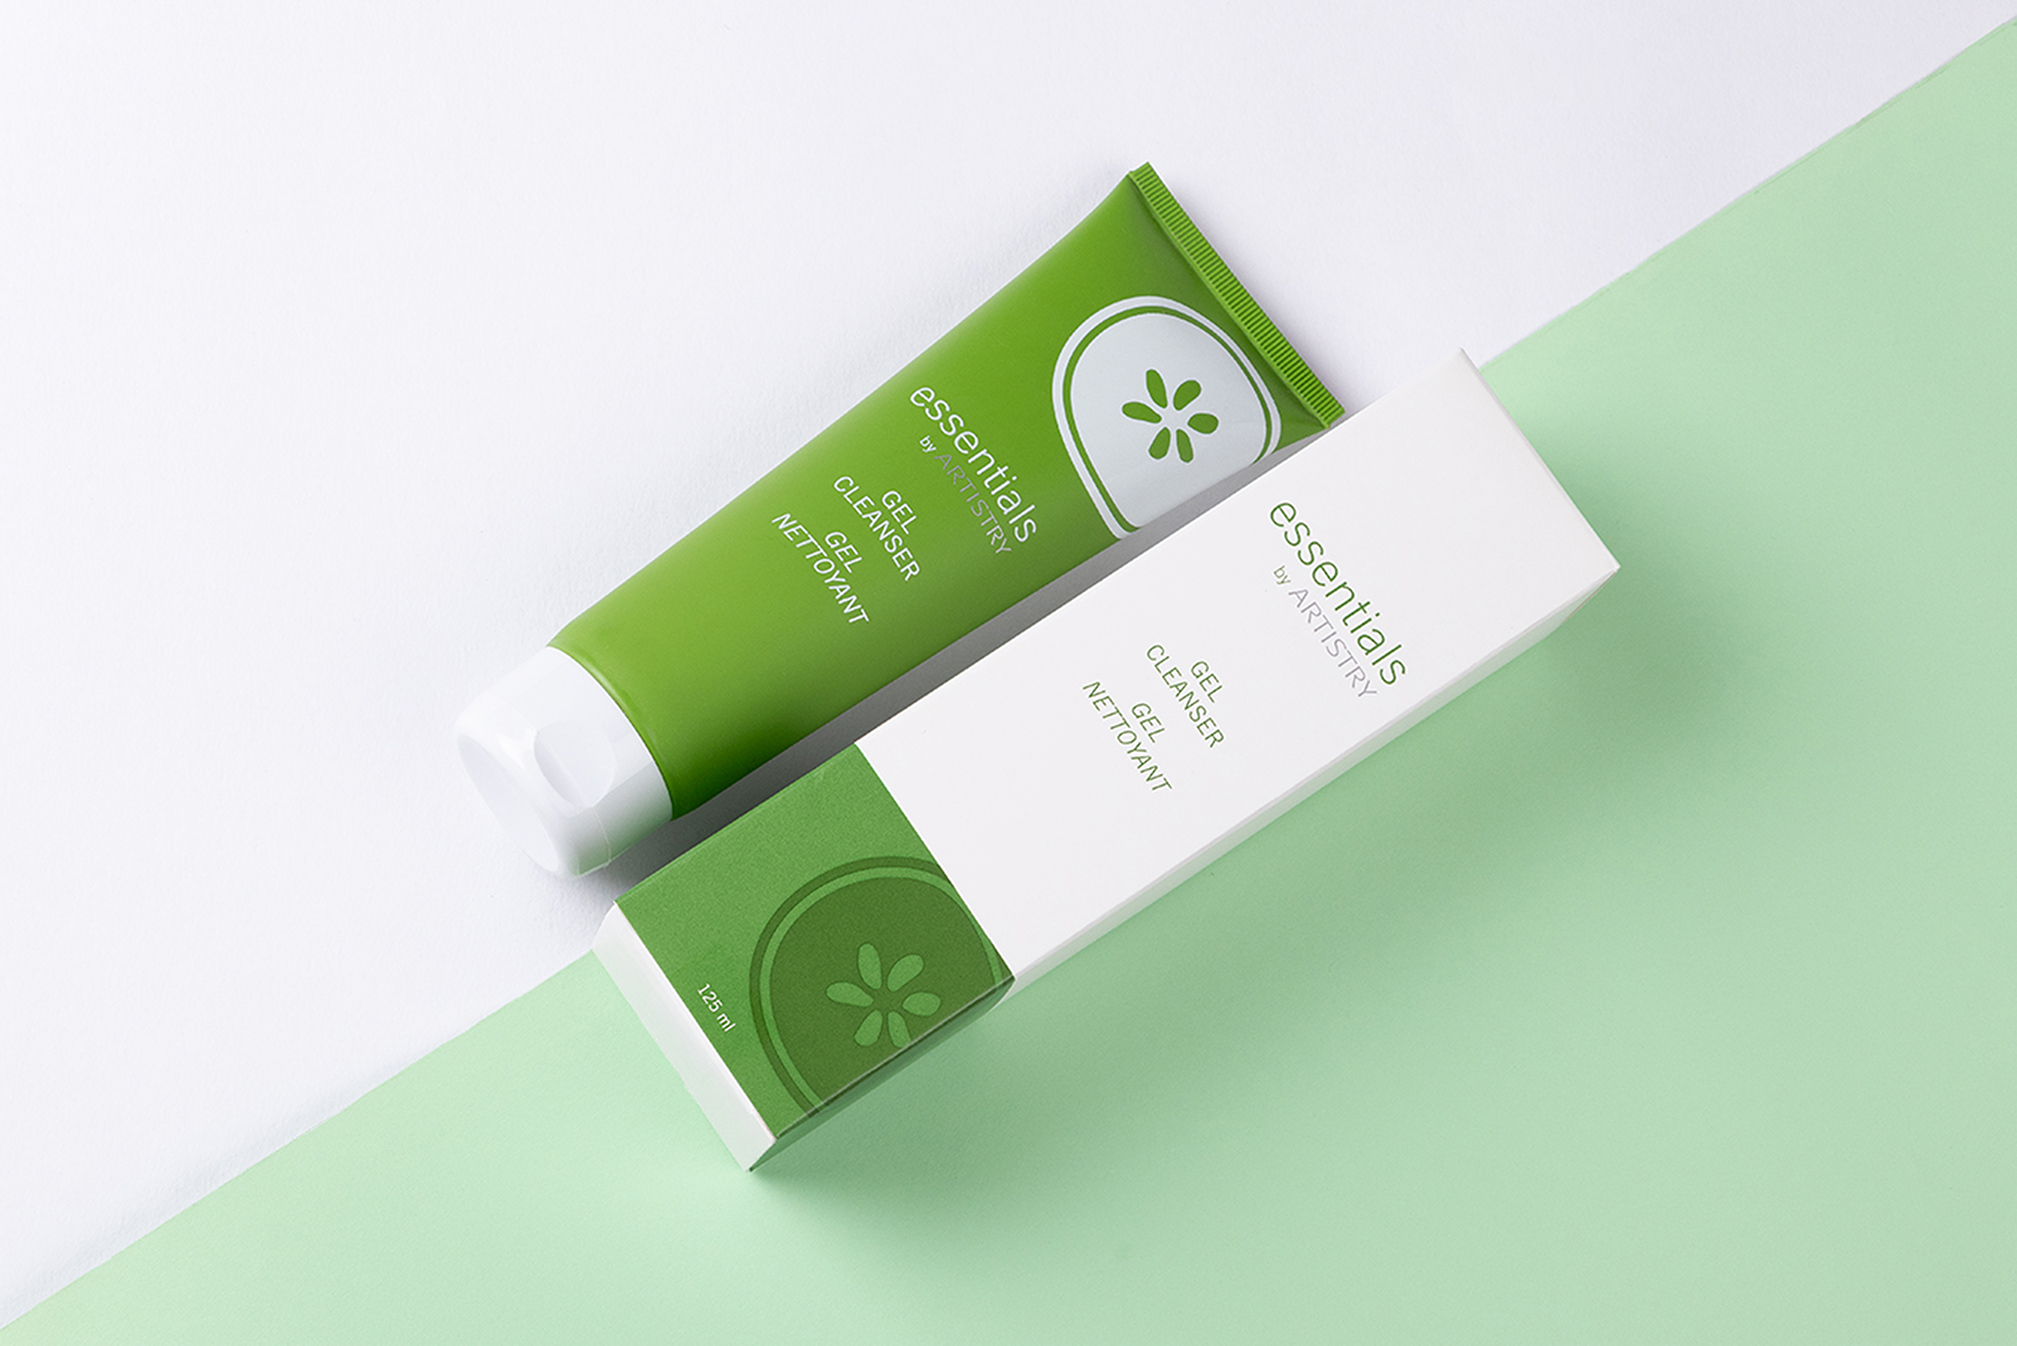 essentials
by ARTISTRY
GEL
CLEANSER
GEL
NETTOYANT
essentials
by ARTISTRY
GEL
CLEANSER
GEL
NETTOYANT
125 ml